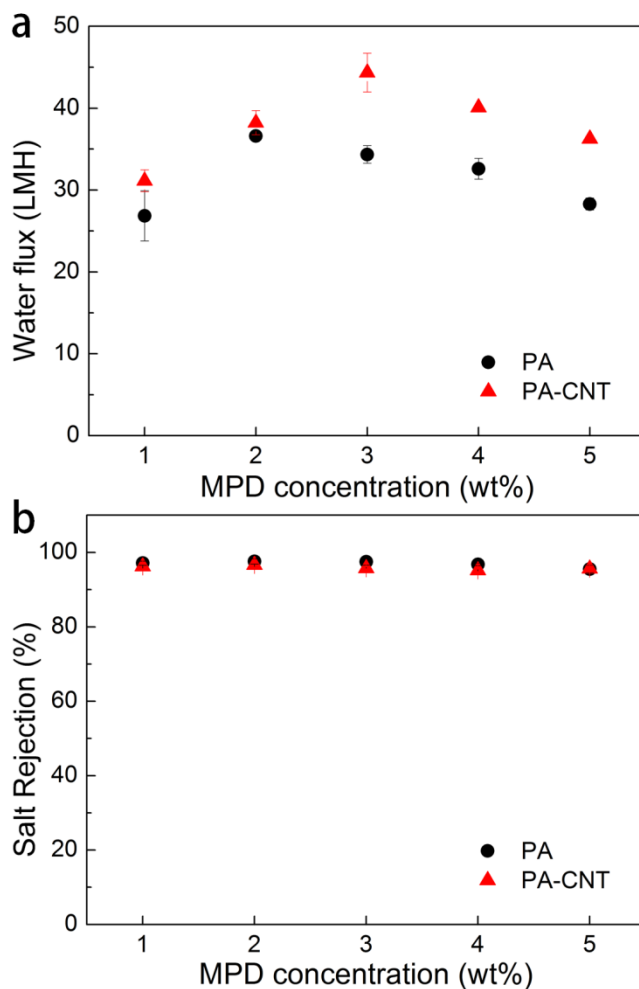 a
50
40
30
20
10
0
Water flux (LMH)
PA
PA-CNT
1 2 3 4 5
MPD concentration (wt%)
b
100
80
60
40
20
0
Salt Rejection (%)
PA
PA-CNT
1 2 3 4 5
MPD concentration (wt%)